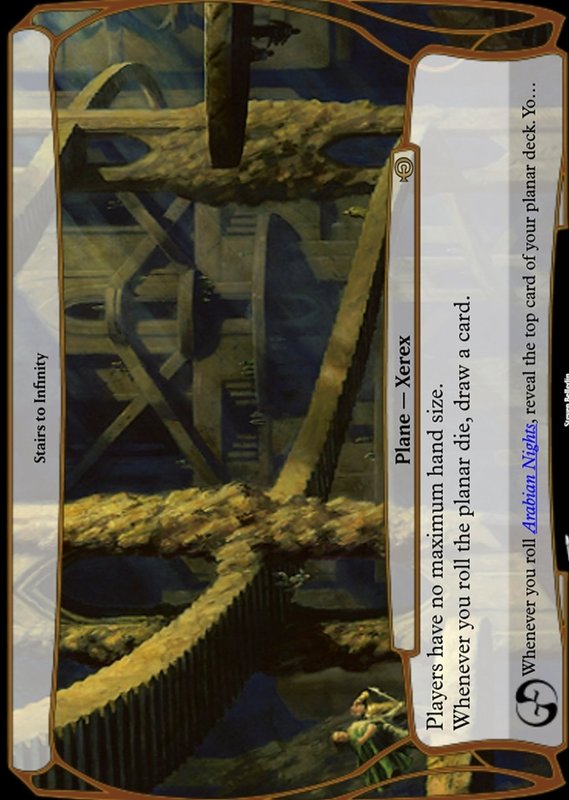 Stairs to Infinity
Plane — Xerex
Players have no maximum hand size.
Whenever you roll the planar die, draw a card.
Whenever you roll Arabian Nights, reveal the top card of your planar deck. Yo…